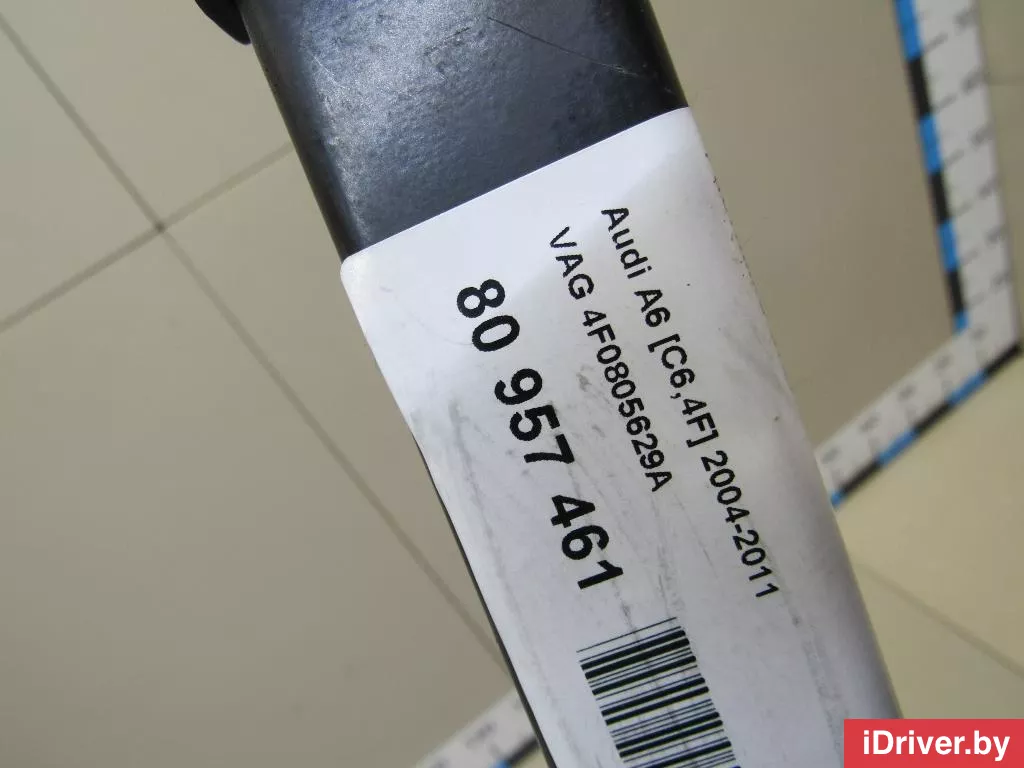 Audi A6 [C6,4F] 2004-2011
VAG 4F0805629A
80 957 461
iDriver.by